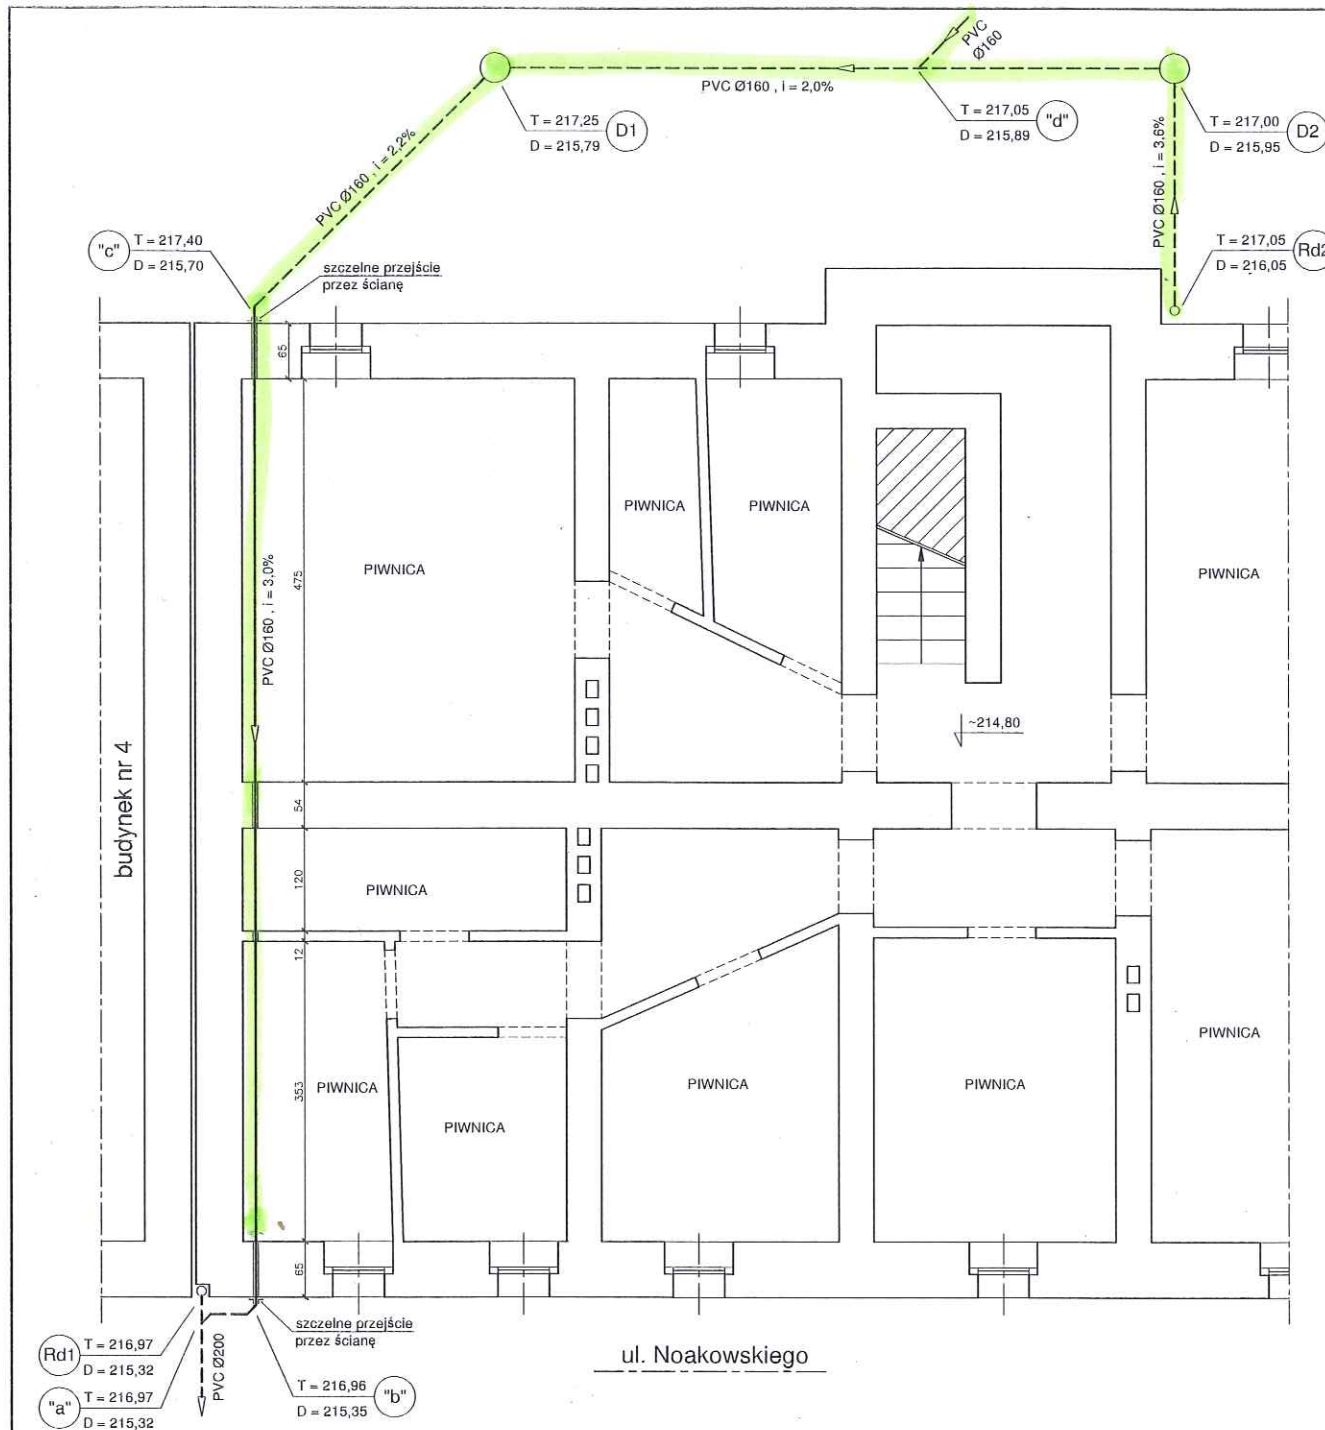 PVC
Ø160
PVC Ø160 , i = 2,0%
T = 217,25
D = 215,79
D1
T = 217,05
D = 215,89
"d"
T = 217,00
D = 215,95
D2
PVC Ø160 , i = 2,2%
PVC Ø160 , i = 3,6%
"c"
T = 217,40
D = 215,70
T = 217,05
D = 216,05
Rd2
szczelne przejście
przez ścianę
65
PIWNICA
PIWNICA
PIWNICA
PIWNICA
475
PVC Ø160 , i = 3,0%
~214,80
budynek nr 4
54
120
PIWNICA
12
353
PIWNICA
PIWNICA
PIWNICA
PIWNICA
PIWNICA
65
szczelne przejście
przez ścianę
Rd1
T = 216,97
D = 215,32
PVC Ø200
ul. Noakowskiego
"a"
T = 216,97
D = 215,32
T = 216,96
D = 215,35
"b"